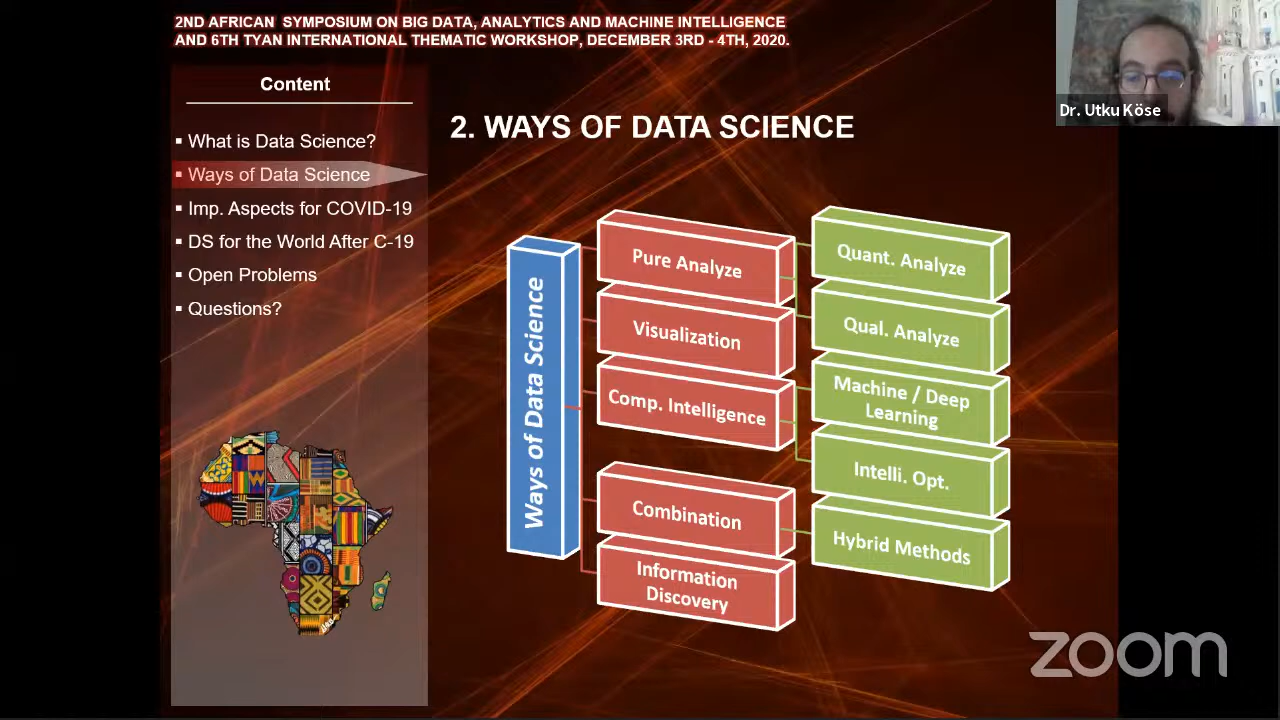 2ND AFRICAN SYMPOSIUM ON BIG DATA, ANALYTICS AND MACHINE INTELLIGENCE
AND 6TH TYAN INTERNATIONAL THEMATIC WORKSHOP, DECEMBER 3RD - 4TH, 2020.
Dr. Utku Köse
Content
▪ What is Data Science?
▪ Ways of Data Science
▪ Imp. Aspects for COVID-19
▪ DS for the World After C-19
▪ Open Problems
▪ Questions?
2. WAYS OF DATA SCIENCE
Ways of Data Science
Pure Analyze
Visualization
Comp. Intelligence
Combination
Information
Discovery
Quant. Analyze
Qual. Analyze
Machine / Deep
Learning
Intelli. Opt.
Hybrid Methods
zoom